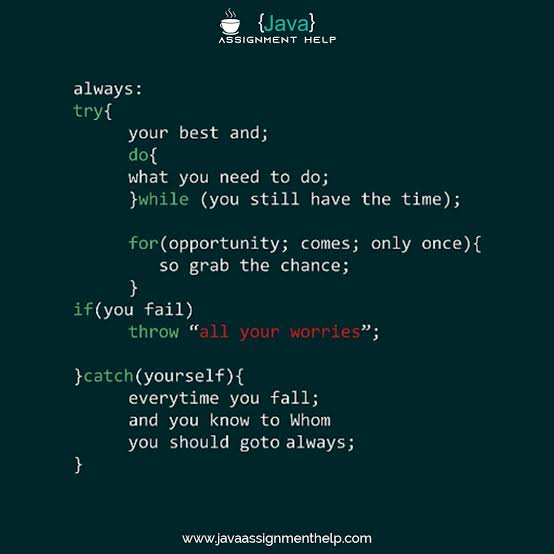 {Java}
ASSIGNMENT HELP
always:
try{
your best and;
do{
what you need to do;
}while (you still have the time);
for(opportunity; comes; only once){
so grab the chance;
}
if(you fail)
throw “all your worries”;
}catch(yourself){
everytime you fall;
and you know to Whom
you should goto always;
}
www.javaassignmenthelp.com